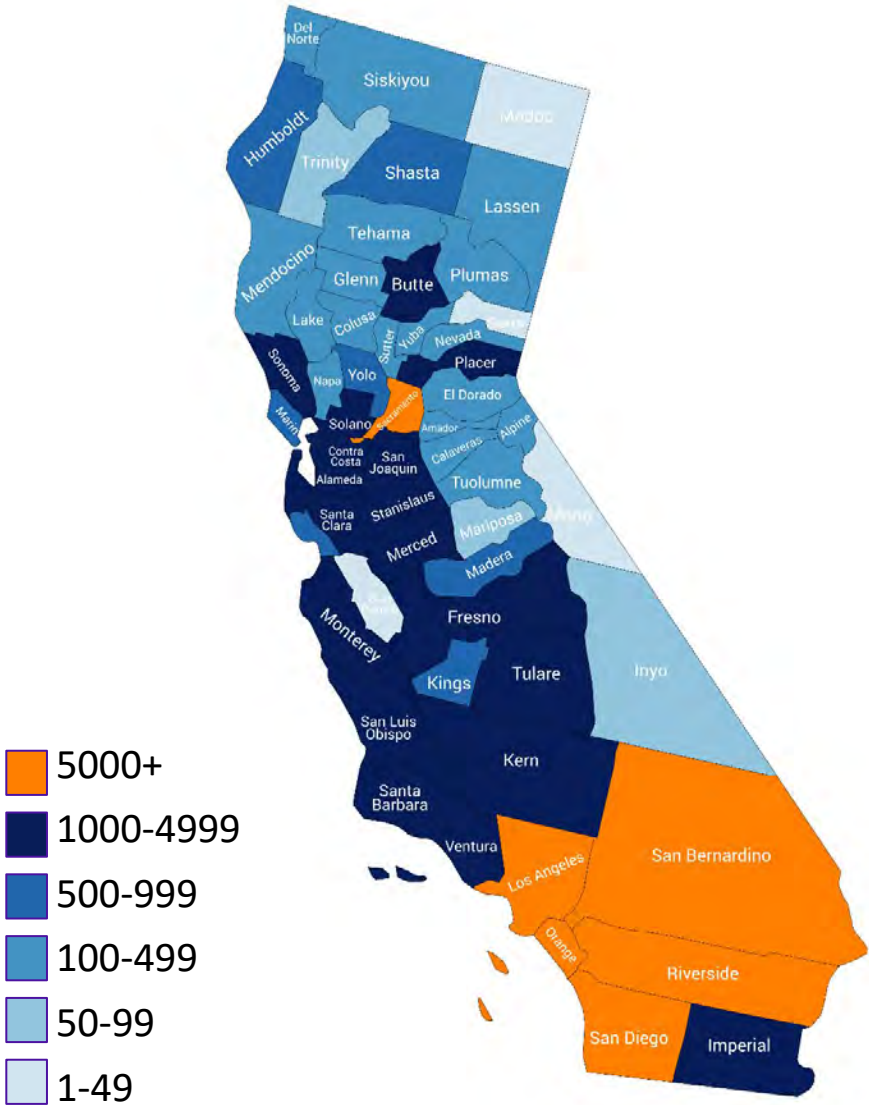 Del
Norte
Siskiyou
Modoc
Humboldt
Trinity
Shasta
Lassen
Tehama
Mendocino
Glenn
Butte
Plumas
Lake
Colusa
Sutter
Yuba
Nevada
Placer
Sonoma
Napa
Yolo
Sacramento
El Dorado
Marin
Solano
Amador
Alpine
Contra
Costa
San
Joaquin
Calaveras
Alameda
Tuolumne
Santa
Clara
Stanislaus
Mariposa
Mono
Merced
Madera
Monterey
Fresno
Kings
Tulare
Inyo
San Luis
Obispo
Kern
5000+
Santa
Barbara
1000-4999
Ventura
Los Angeles
San Bernardino
500-999
100-499
Orange
Riverside
50-99
San Diego
Imperial
1-49